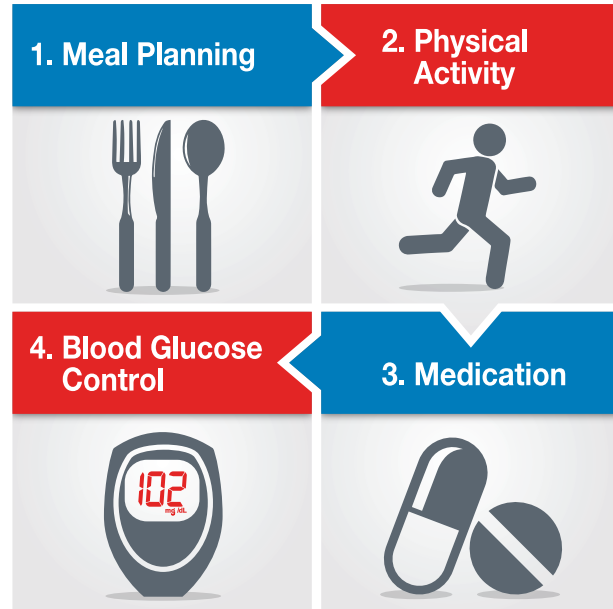 1. Meal Planning
2. Physical
Activity
3. Medication
4. Blood Glucose
Control
102
mg/dL